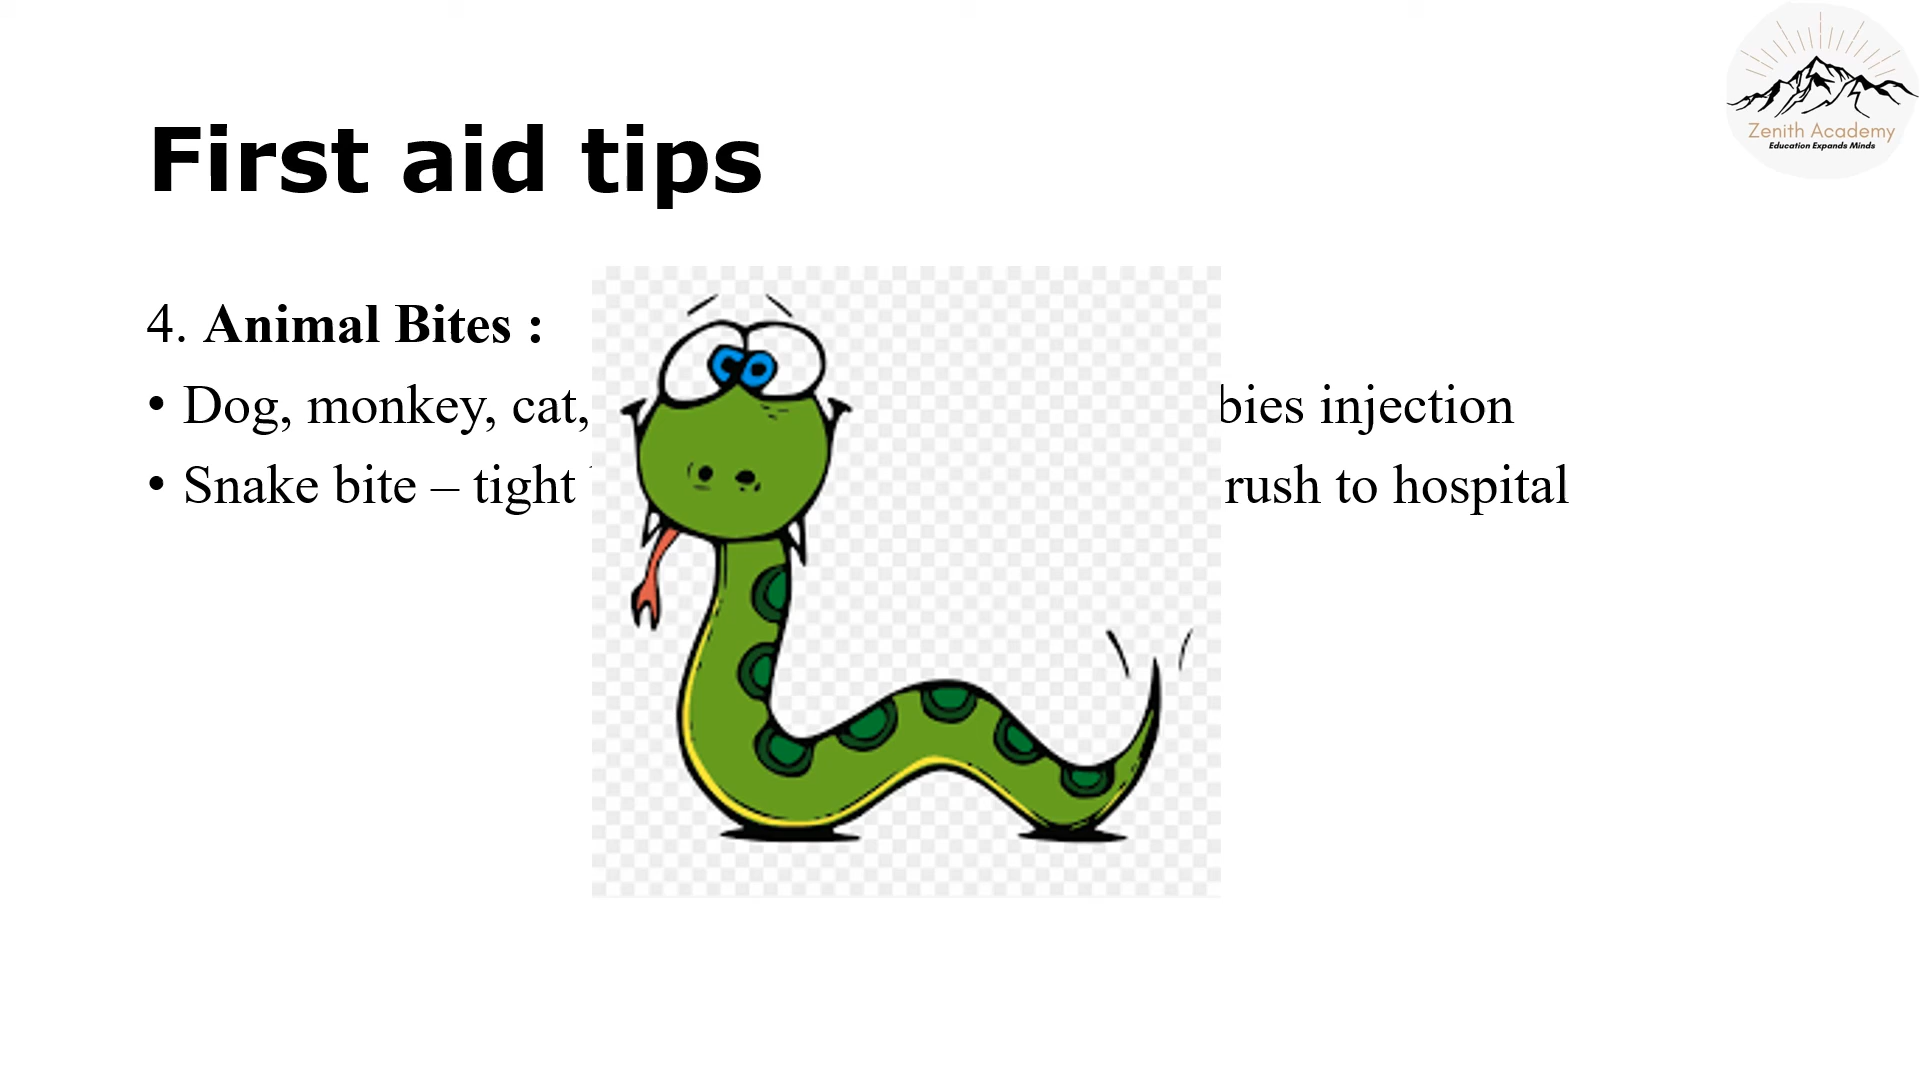 Zenith Academy
Education Expands Minds
First aid tips
4. Animal Bites :
• Dog, monkey, cat, injection
• Snake bite – tight rush to hospital